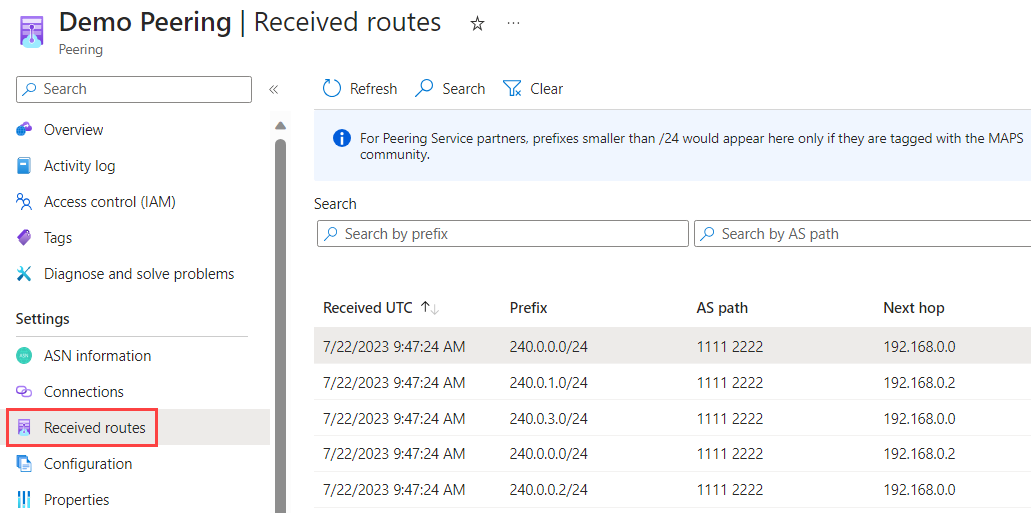 Demo Peering | Received routes
Peering
Search
Refresh Search Clear
Overview
Activity log
Access control (IAM)
Tags
Diagnose and solve problems
Settings
ASN information
Connections
Received routes
Configuration
Properties
For Peering Service partners, prefixes smaller than /24 would appear here only if they are tagged with the MAPS
community.
Search
Search by prefix Search by AS path
Received UTC Prefix AS path Next hop
7/22/2023 9:47:24 AM 240.0.0.0/24 1111 2222 192.168.0.0
7/22/2023 9:47:24 AM 240.0.1.0/24 1111 2222 192.168.0.2
7/22/2023 9:47:24 AM 240.0.3.0/24 1111 2222 192.168.0.0
7/22/2023 9:47:24 AM 240.0.0.0/24 1111 2222 192.168.0.2
7/22/2023 9:47:24 AM 240.0.0.2/24 1111 2222 192.168.0.0